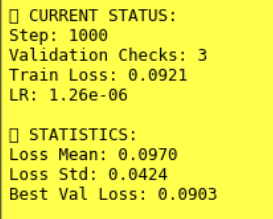 ▯ CURRENT STATUS:
Step: 1000
Validation Checks: 3
Train Loss: 0.0921
LR: 1.26e-06
▯ STATISTICS:
Loss Mean: 0.0970
Loss Std: 0.0424
Best Val Loss: 0.0903